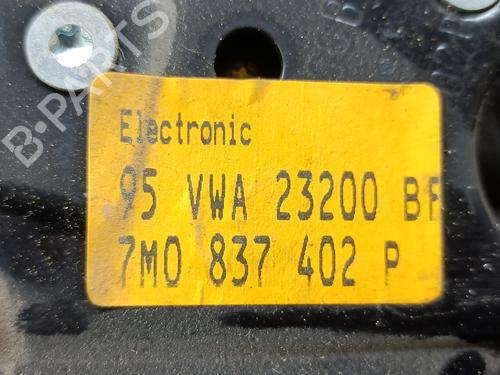 B-PARTS
Electronic
95 VWA 23200 BF
7M0 837 402 P